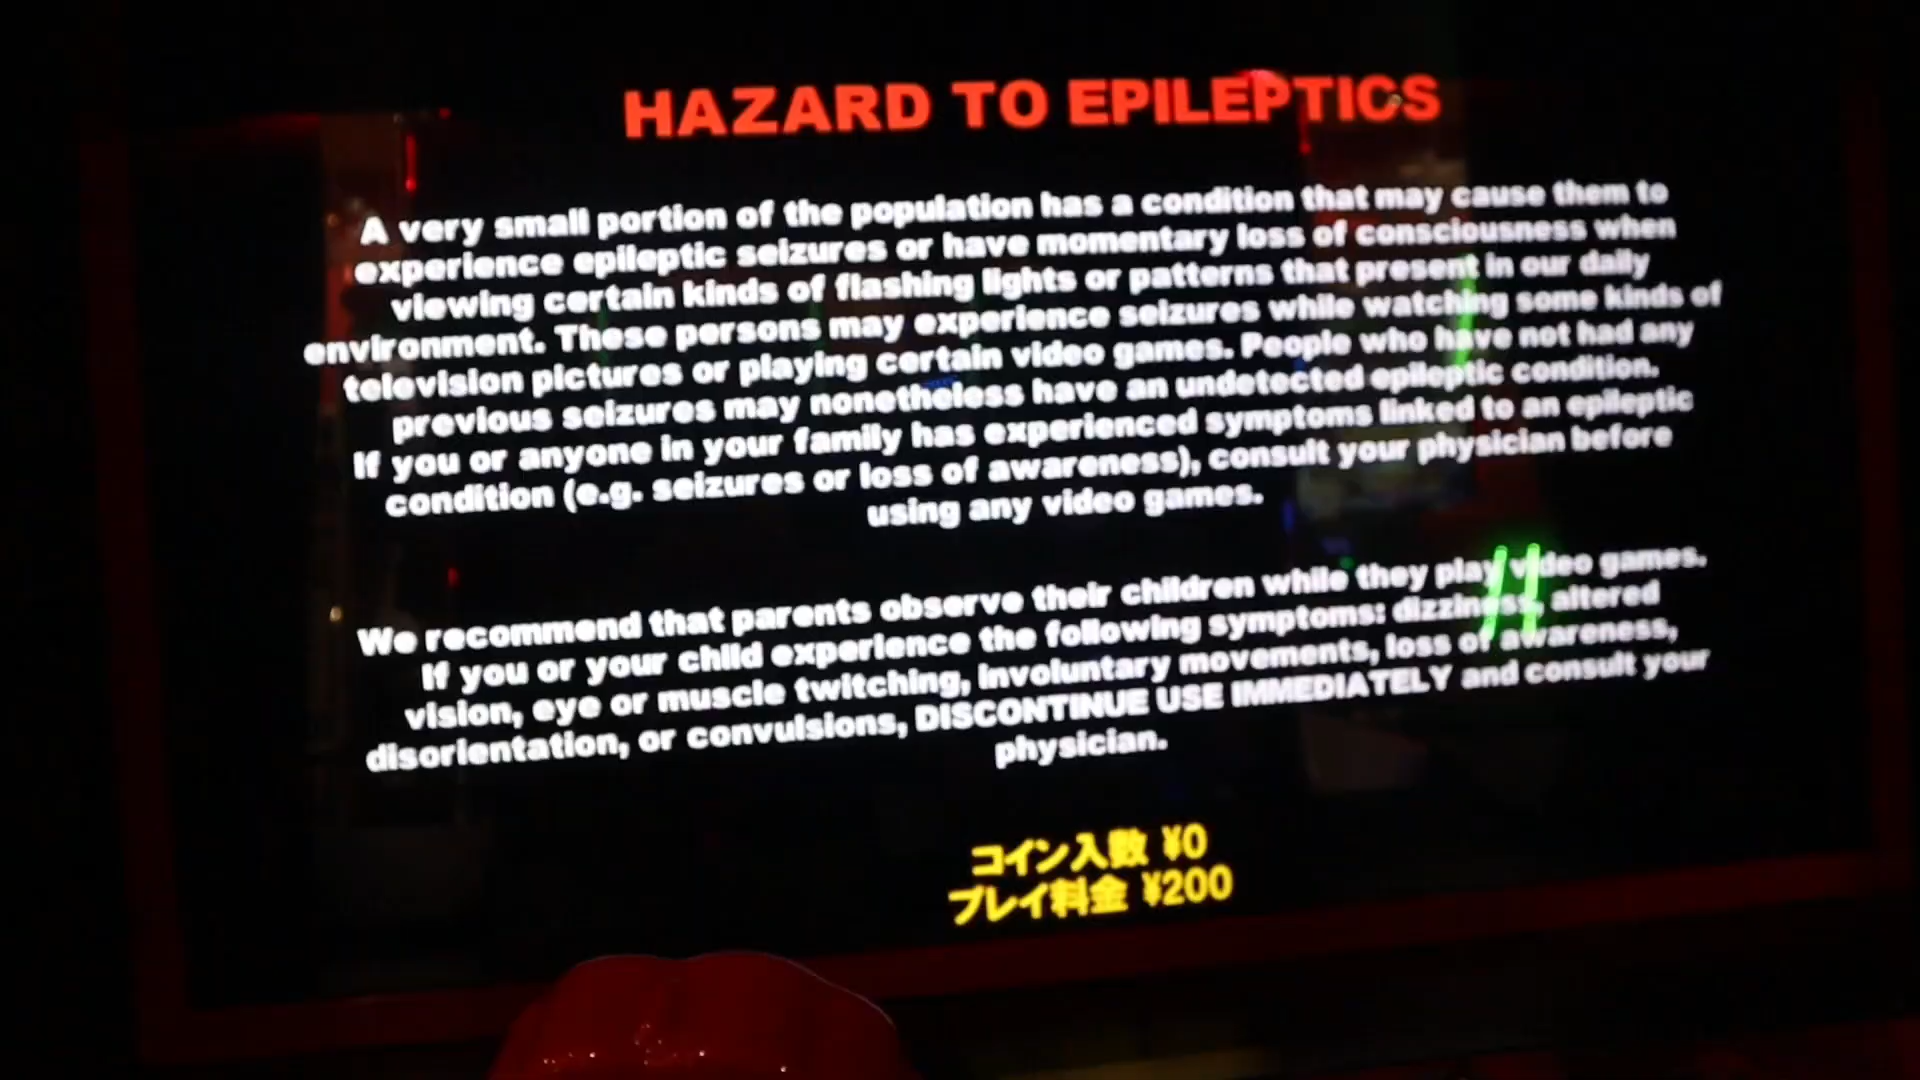 HAZARD TO EPILEPTICS
A very small portion of the population has a condition that may cause them to
experience epileptic seizures or have momentary loss of consciousness when
viewing certain kinds of flashing lights or patterns that present in our daily
environment. These persons may experience seizures while watching some kinds of
television pictures or playing certain video games. People who have not had any
previous seizures may nonetheless have an undetected epileptic condition.
If you or anyone in your family has experienced symptoms linked to an epileptic
condition (e.g. seizures or loss of awareness), consult your physician before
using any video games.
We recommend that parents observe their children while they play video games.
If you or your child experience the following symptoms: dizziness, altered
vision, eye or muscle twitching, involuntary movements, loss of awareness,
disorientation, or convulsions, DISCONTINUE USE IMMEDIATELY and consult your
physician.
コイン入数 ¥0
プレイ料金 ¥200